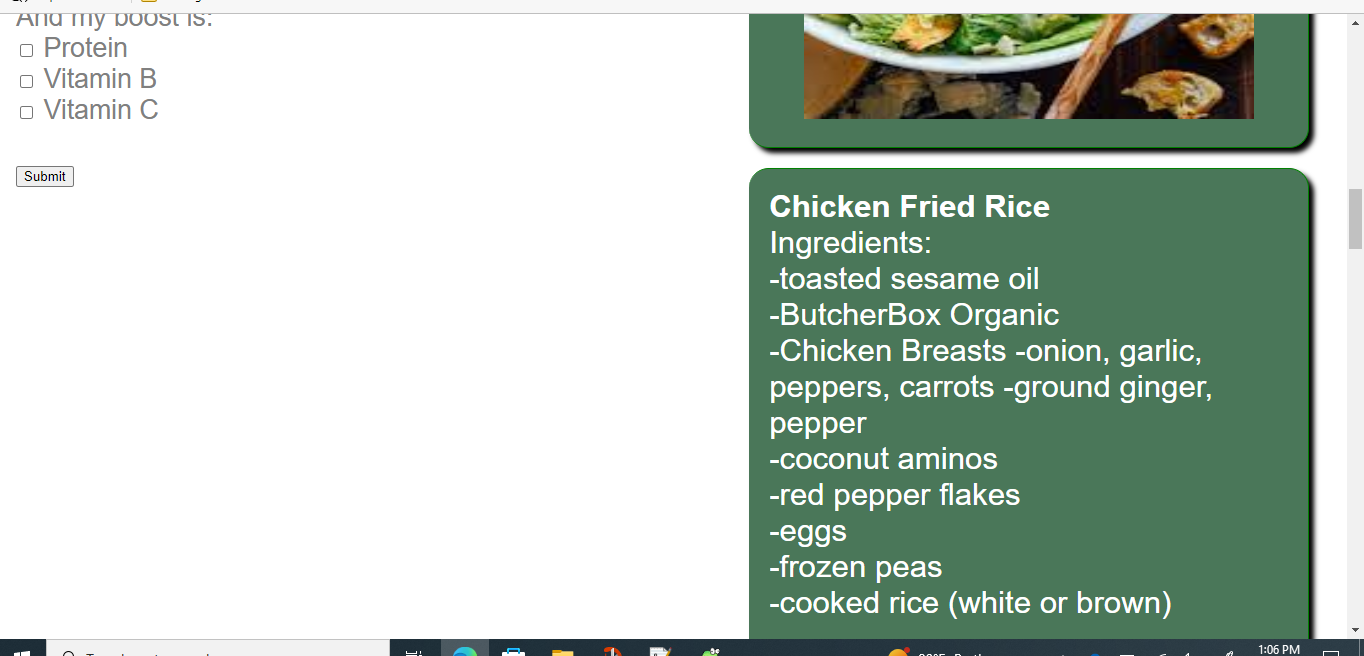 And my boost is:
Protein
Vitamin B
Vitamin C
Submit
Chicken Fried Rice
Ingredients:
-toasted sesame oil
-ButcherBox Organic
-Chicken Breasts -onion, garlic,
peppers, carrots -ground ginger,
pepper
-coconut aminos
-red pepper flakes
-eggs
-frozen peas
-cooked rice (white or brown)
1:06 PM